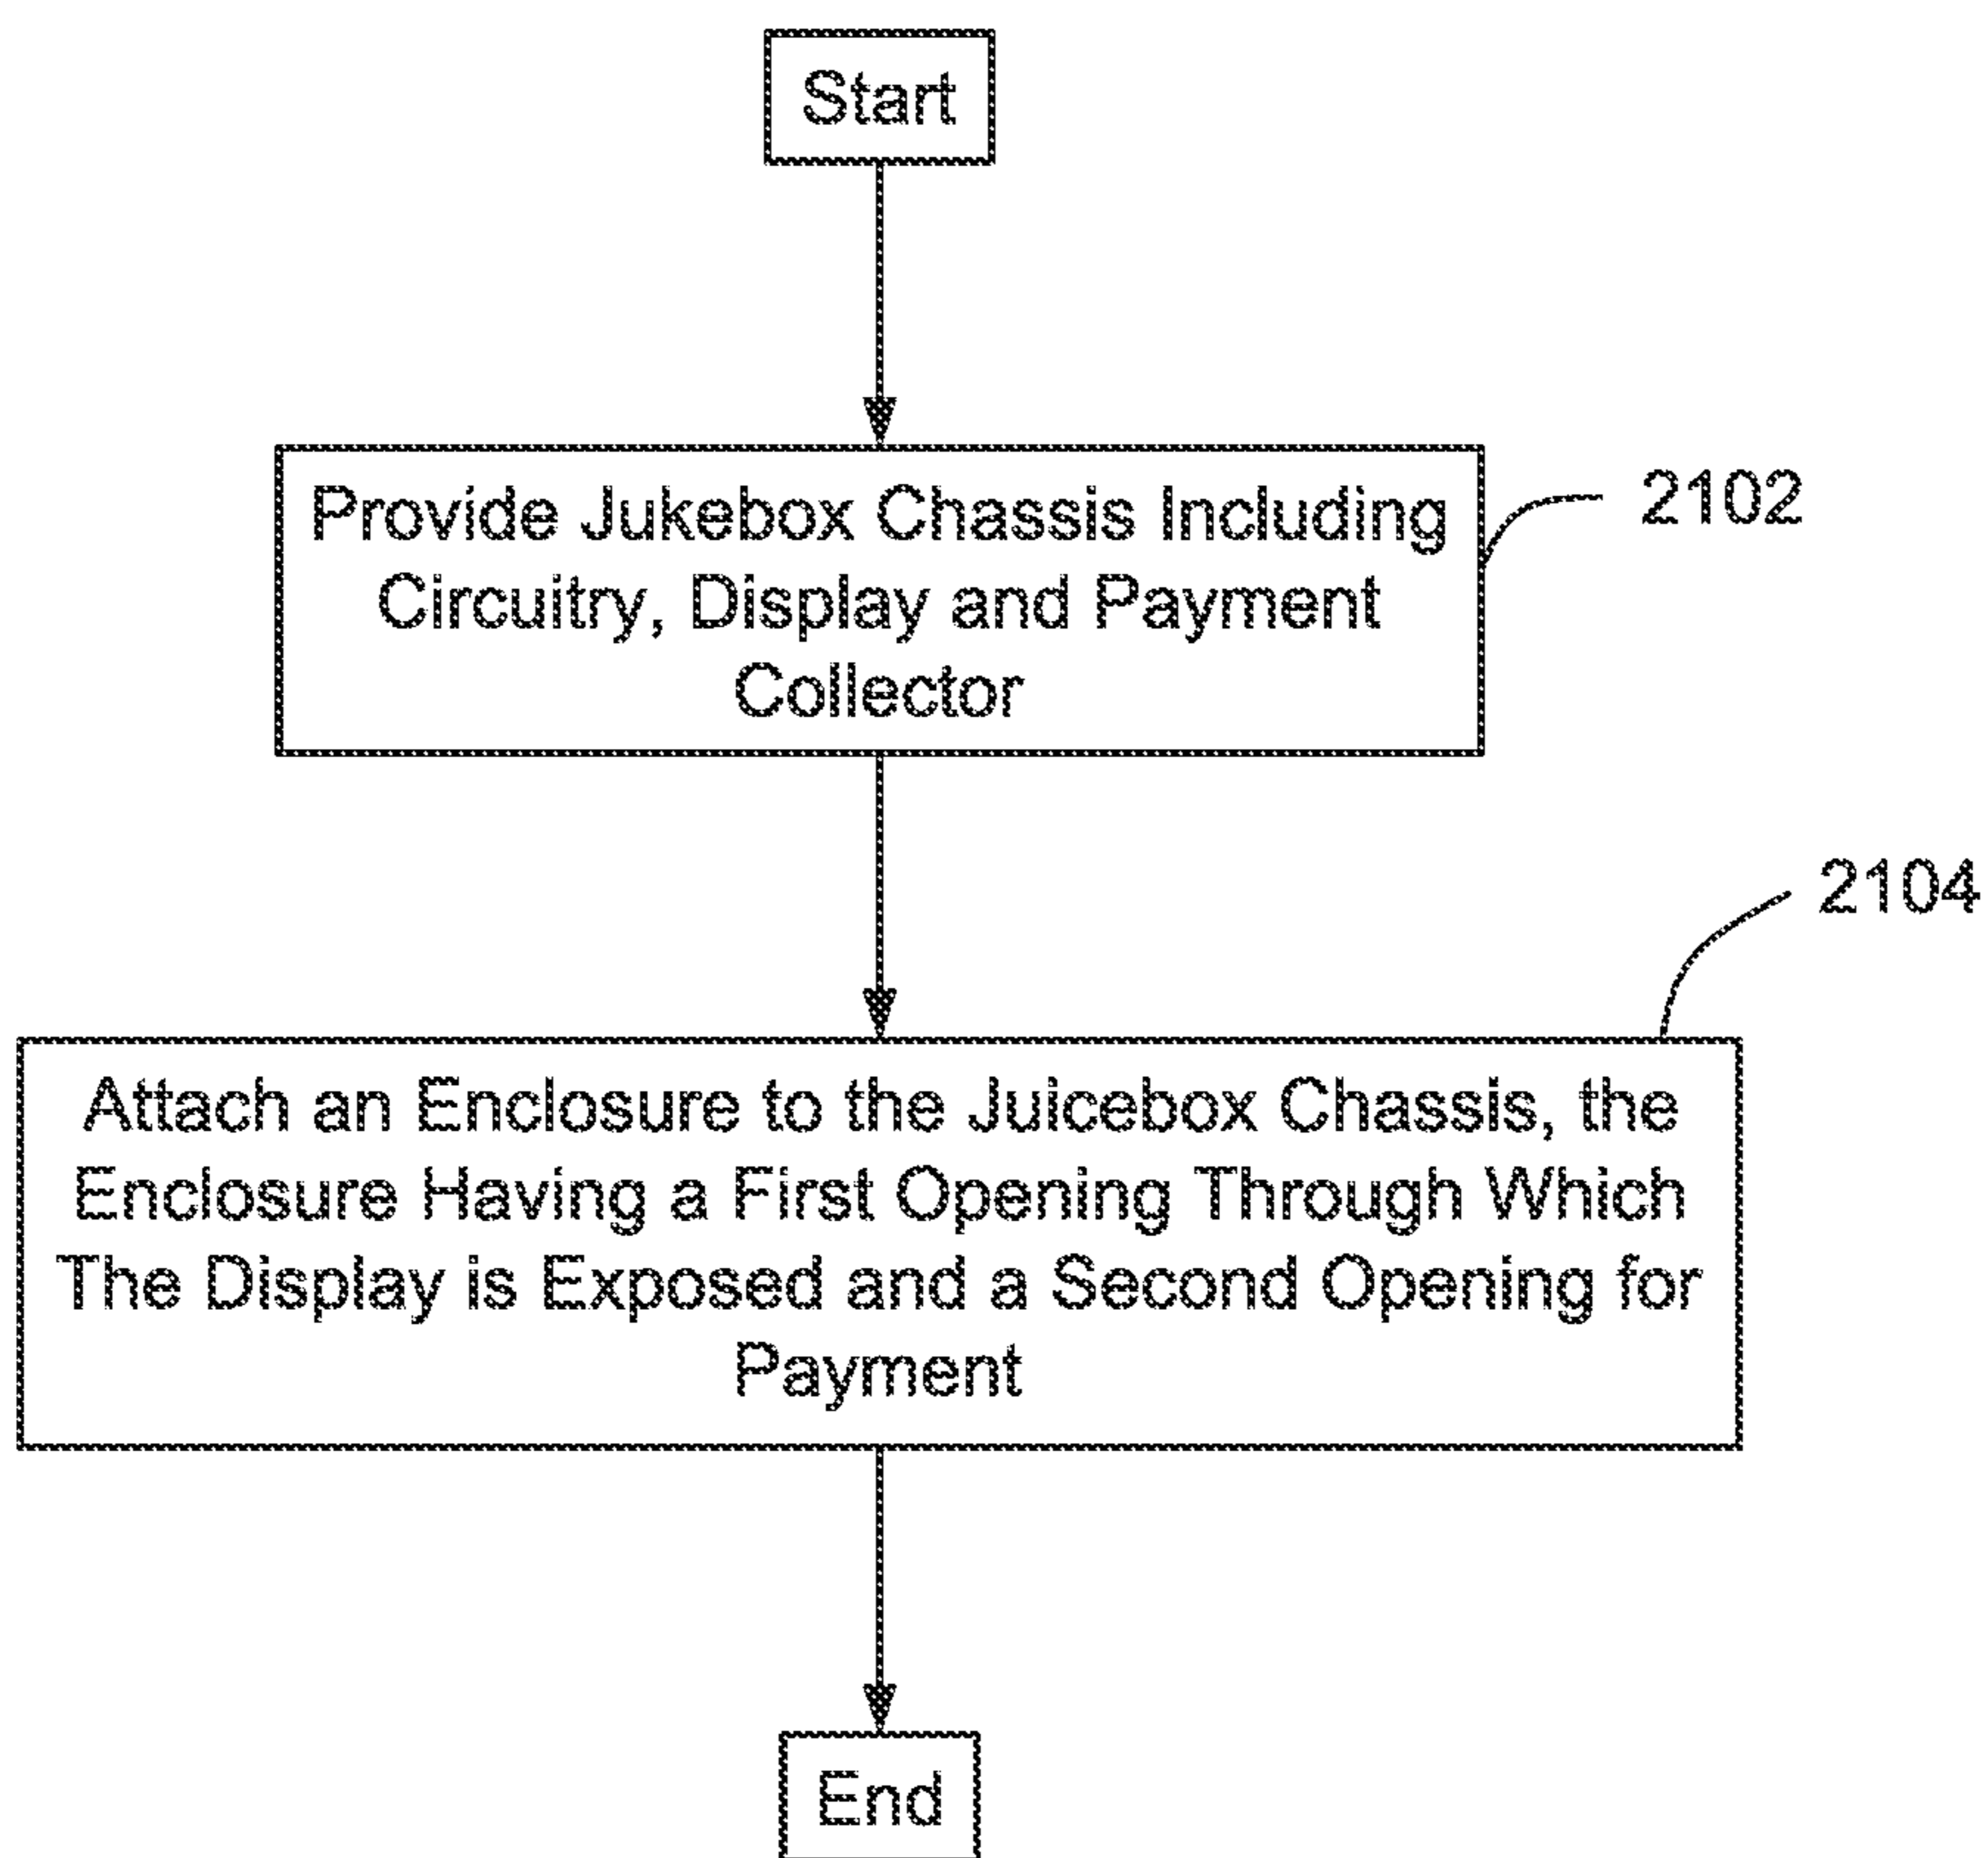 Start
Provide Jukebox Chassis Including
Circuitry, Display and Payment
Collector
2102
2104
Attach an Enclosure to the Juicebox Chassis, the
Enclosure Having a First Opening Through Which
The Display is Exposed and a Second Opening for
Payment
End